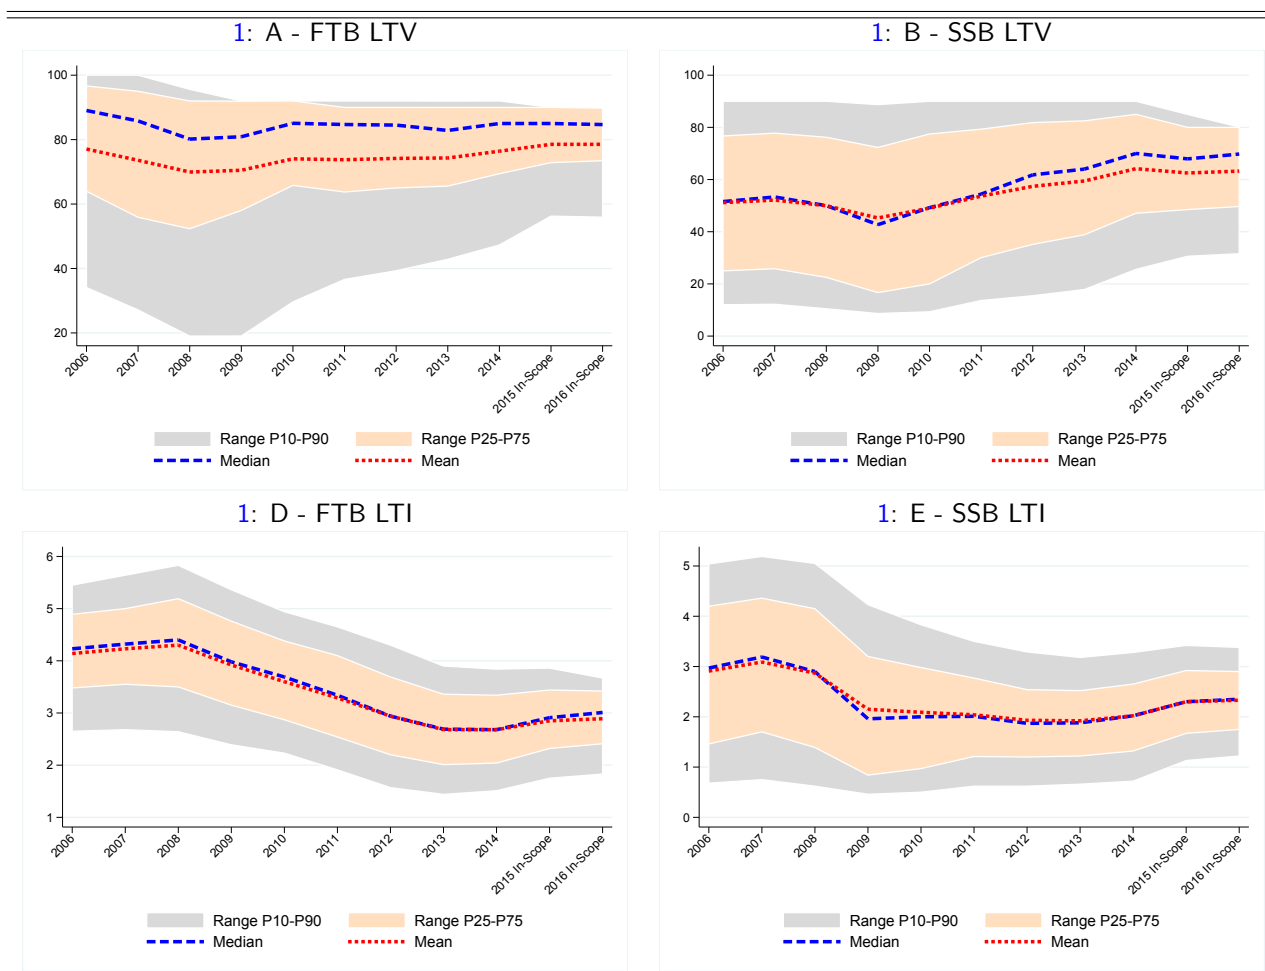 1: A - FTB LTV
100
80
60
40
20
2006
2007
2008
2009
2010
2011
2012
2013
2014
2015 In-Scope
2016 In-Scope
Range P10-P90
Range P25-P75
Median
Mean
1: B - SSB LTV
100
80
60
40
20
0
2006
2007
2008
2009
2010
2011
2012
2013
2014
2015 In-Scope
2016 In-Scope
Range P10-P90
Range P25-P75
Median
Mean
1: D - FTB LTI
6
5
4
3
2
1
2006
2007
2008
2009
2010
2011
2012
2013
2014
2015 In-Scope
2016 In-Scope
Range P10-P90
Range P25-P75
Median
Mean
1: E - SSB LTI
5
4
3
2
1
0
2006
2007
2008
2009
2010
2011
2012
2013
2014
2015 In-Scope
2016 In-Scope
Range P10-P90
Range P25-P75
Median
Mean